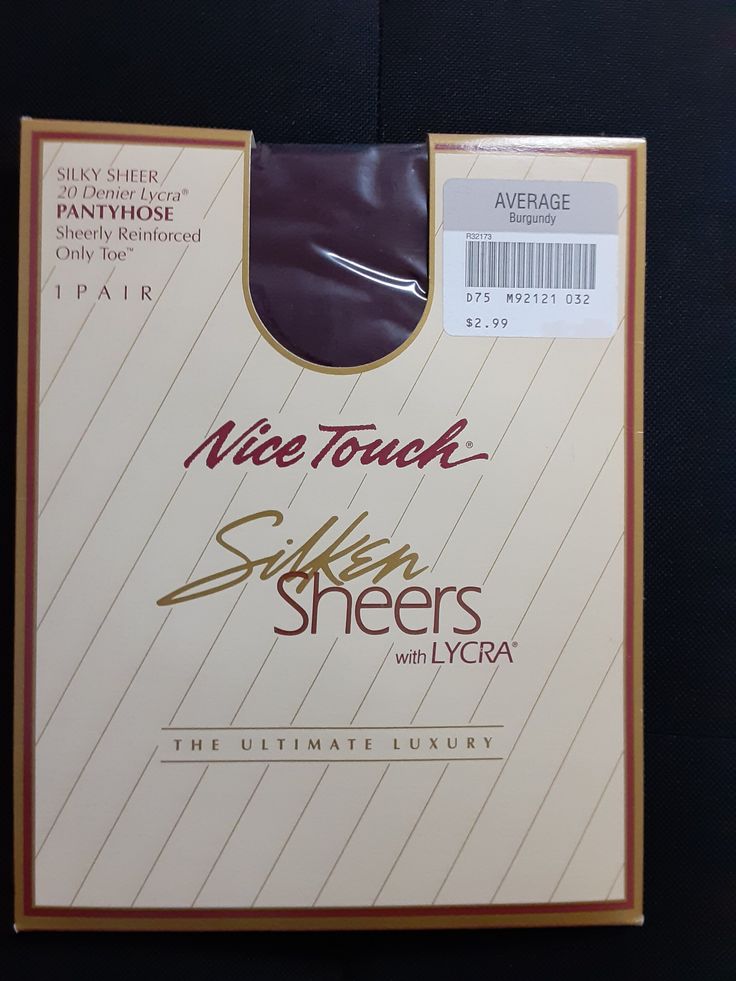 SILKY SHEER
20 Denier Lycra®
PANTYHOSE
Sheerly Reinforced
Only Toe™
1 PAIR
AVERAGE
Burgundy
R32173
D75 M92121 032
$2.99
Nice Touch®
Silken
Sheers
with LYCRA®
THE ULTIMATE LUXURY